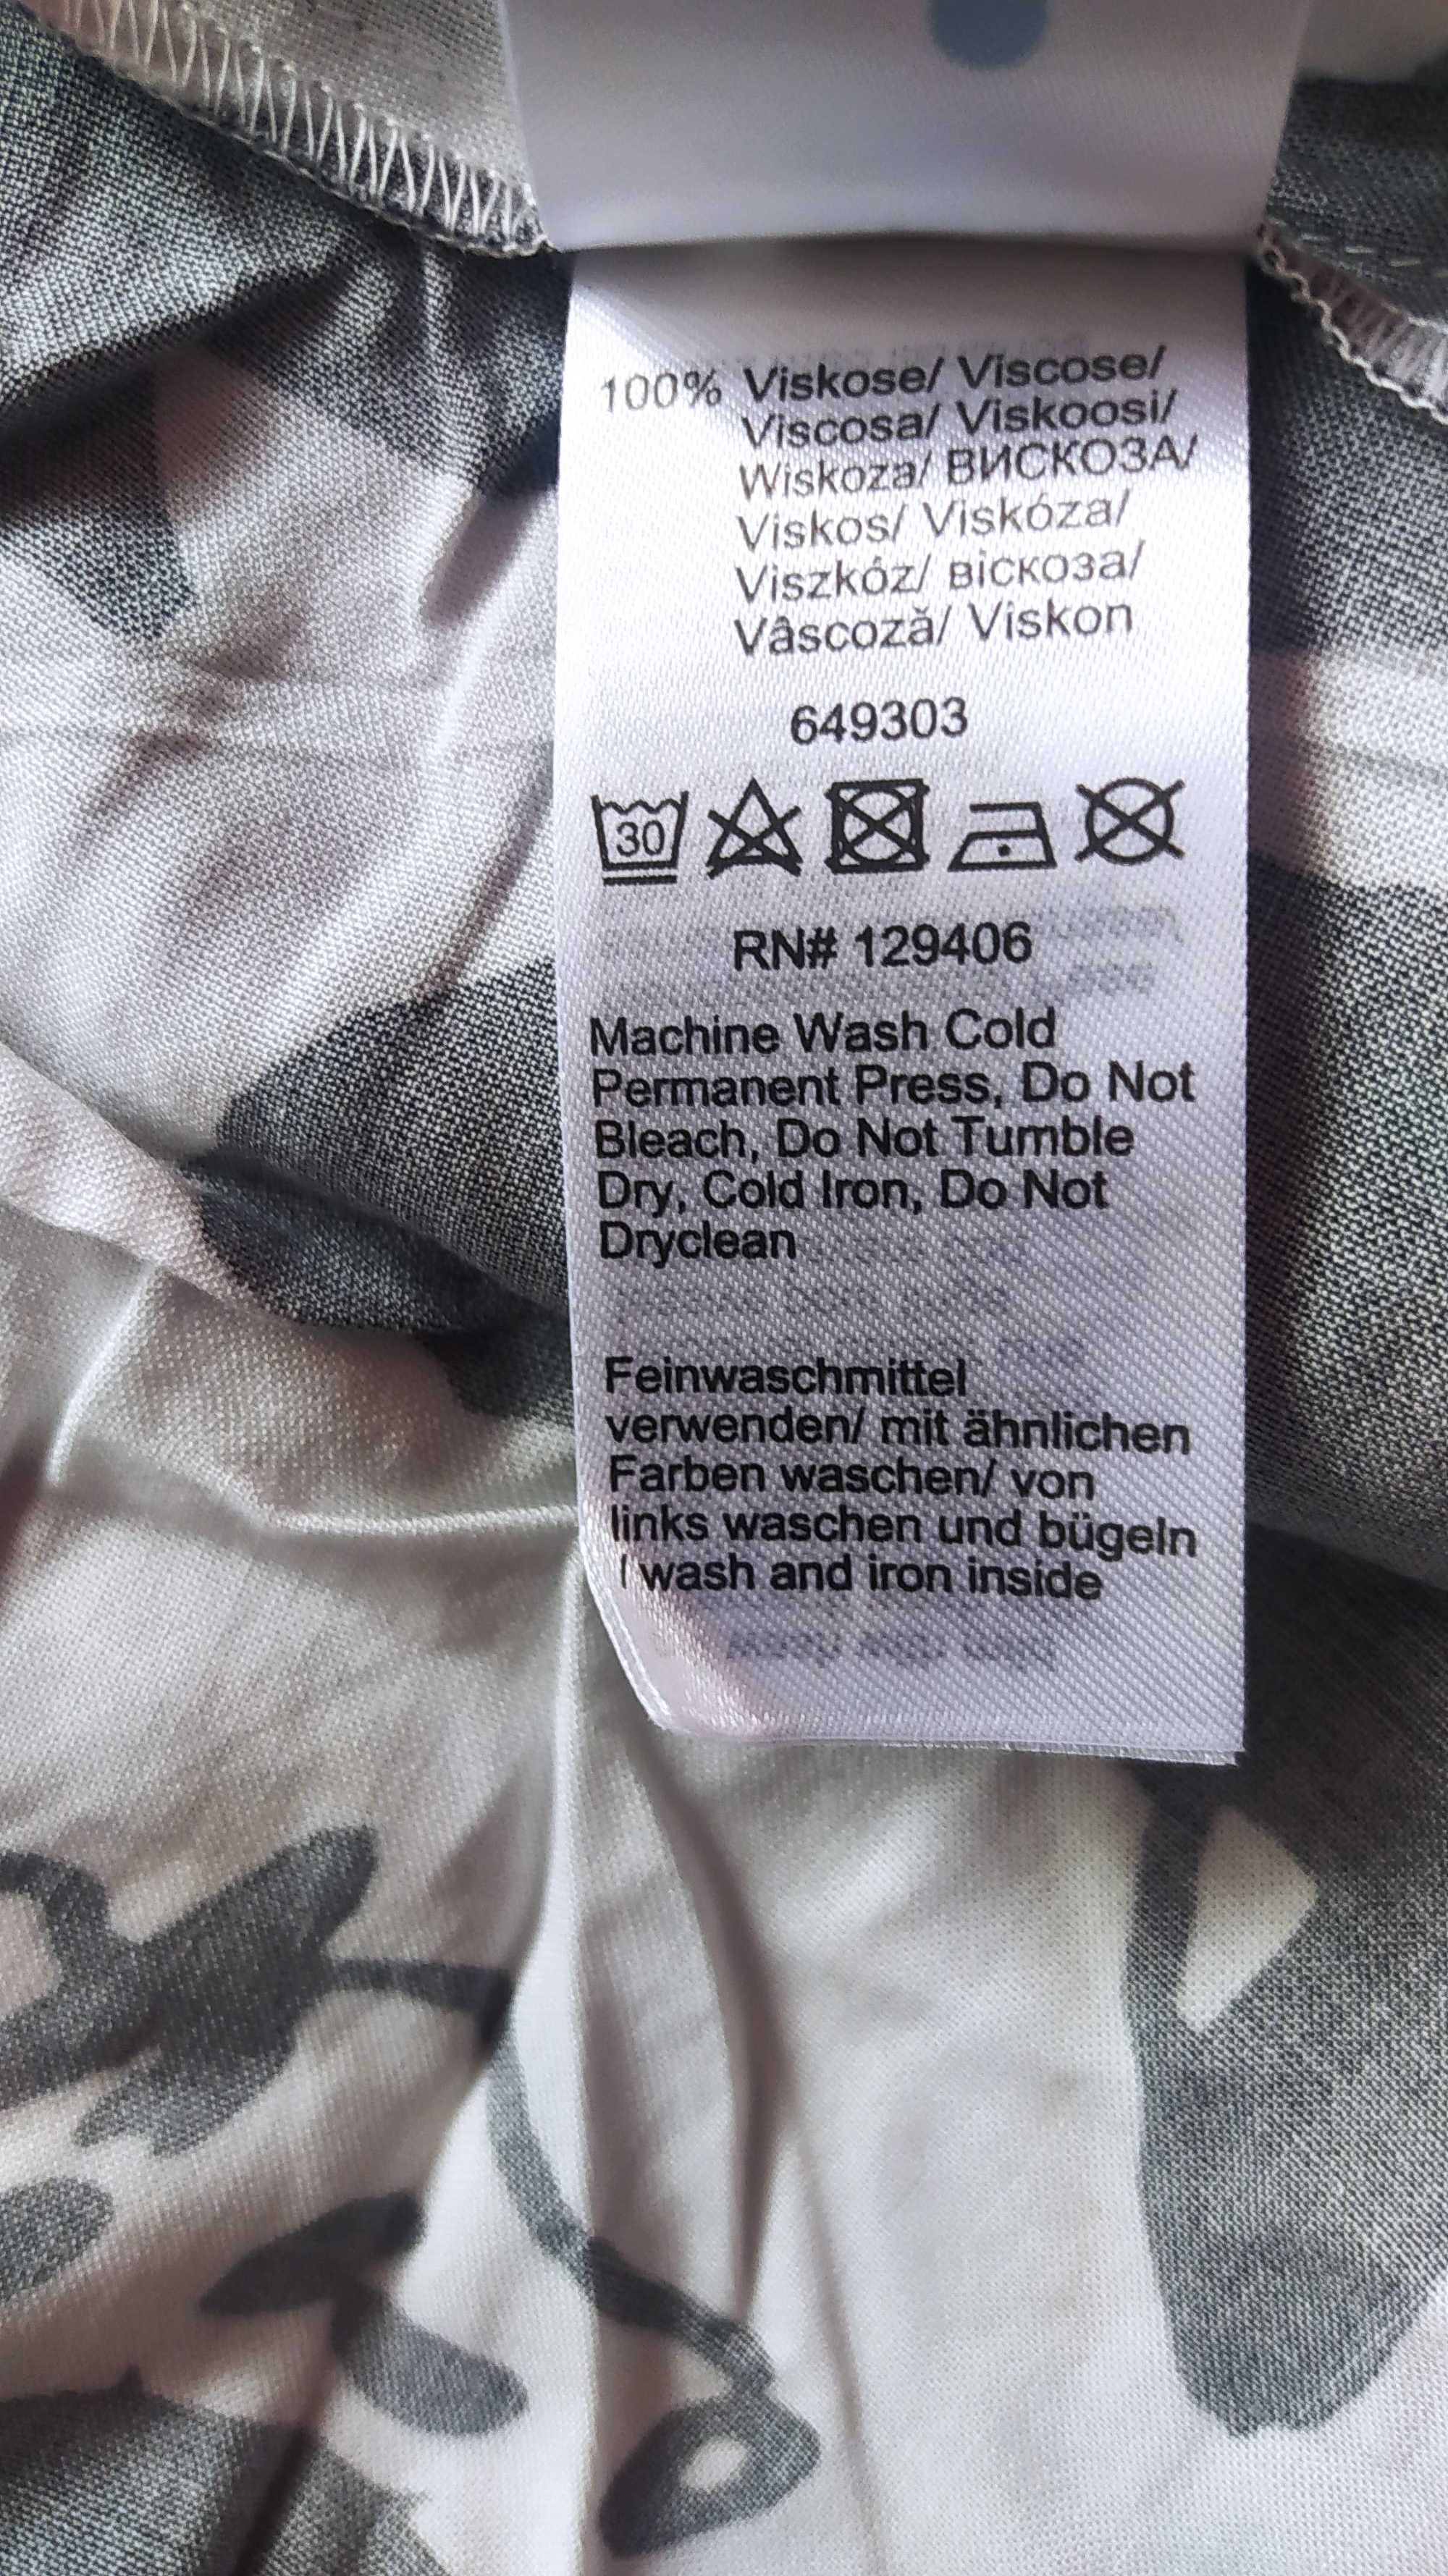 100% Viskose/ Viscose/
Viscosa/ Viskoosi/
Wiskoza/ ВИСКОЗА/
Viskos/ Viskóza/
Viszkóz/ віскоза/
Vâscoză/ Viskon
649303
30
RN# 129406
Machine Wash Cold
Permanent Press, Do Not
Bleach, Do Not Tumble
Dry, Cold Iron, Do Not
Dryclean
Feinwaschmittel
verwenden/ mit ähnlichen
Farben waschen/ von
links waschen und bügeln
/ wash and iron inside